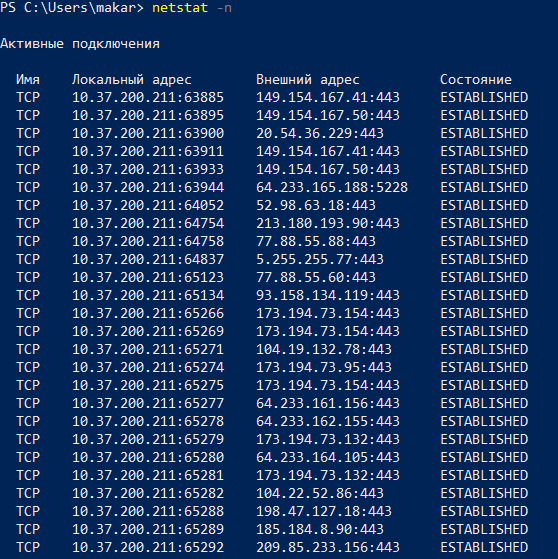 PS C:\Users\makar> netstat -n
Активные подключения
Имя Локальный адрес Внешний адрес Состояние
TCP 10.37.200.211:63885 149.154.167.41:443 ESTABLISHED
TCP 10.37.200.211:63895 149.154.167.50:443 ESTABLISHED
TCP 10.37.200.211:63900 20.54.36.229:443 ESTABLISHED
TCP 10.37.200.211:63911 149.154.167.41:443 ESTABLISHED
TCP 10.37.200.211:63933 149.154.167.50:443 ESTABLISHED
TCP 10.37.200.211:63944 64.233.165.188:5228 ESTABLISHED
TCP 10.37.200.211:64052 52.98.63.18:443 ESTABLISHED
TCP 10.37.200.211:64754 213.180.193.90:443 ESTABLISHED
TCP 10.37.200.211:64758 77.88.55.88:443 ESTABLISHED
TCP 10.37.200.211:64837 5.255.255.77:443 ESTABLISHED
TCP 10.37.200.211:65123 77.88.55.60:443 ESTABLISHED
TCP 10.37.200.211:65134 93.158.134.119:443 ESTABLISHED
TCP 10.37.200.211:65266 173.194.73.154:443 ESTABLISHED
TCP 10.37.200.211:65269 173.194.73.154:443 ESTABLISHED
TCP 10.37.200.211:65271 104.19.132.78:443 ESTABLISHED
TCP 10.37.200.211:65274 173.194.73.95:443 ESTABLISHED
TCP 10.37.200.211:65275 173.194.73.154:443 ESTABLISHED
TCP 10.37.200.211:65277 64.233.161.156:443 ESTABLISHED
TCP 10.37.200.211:65278 64.233.162.155:443 ESTABLISHED
TCP 10.37.200.211:65279 173.194.73.132:443 ESTABLISHED
TCP 10.37.200.211:65280 64.233.164.105:443 ESTABLISHED
TCP 10.37.200.211:65281 173.194.73.132:443 ESTABLISHED
TCP 10.37.200.211:65282 104.22.52.86:443 ESTABLISHED
TCP 10.37.200.211:65288 198.47.127.18:443 ESTABLISHED
TCP 10.37.200.211:65289 185.184.8.90:443 ESTABLISHED
TCP 10.37.200.211:65292 209.85.233.156:443 ESTABLISHED